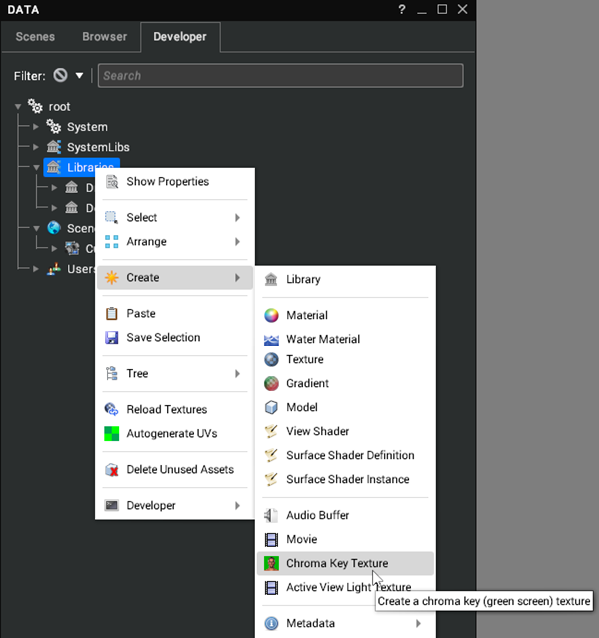 DATA
?
Scenes Browser Developer
Filter: Search
root
System
SystemLibs
Libraries
Show Properties
Select
Arrange
Create
Paste
Save Selection
Tree
Reload Textures
Autogenerate UVs
Delete Unused Assets
Developer
Library
Material
Water Material
Texture
Gradient
Model
View Shader
Surface Shader Definition
Surface Shader Instance
Audio Buffer
Movie
Chroma Key Texture
Active View Light Texture
Create a chroma key (green screen) texture
Metadata